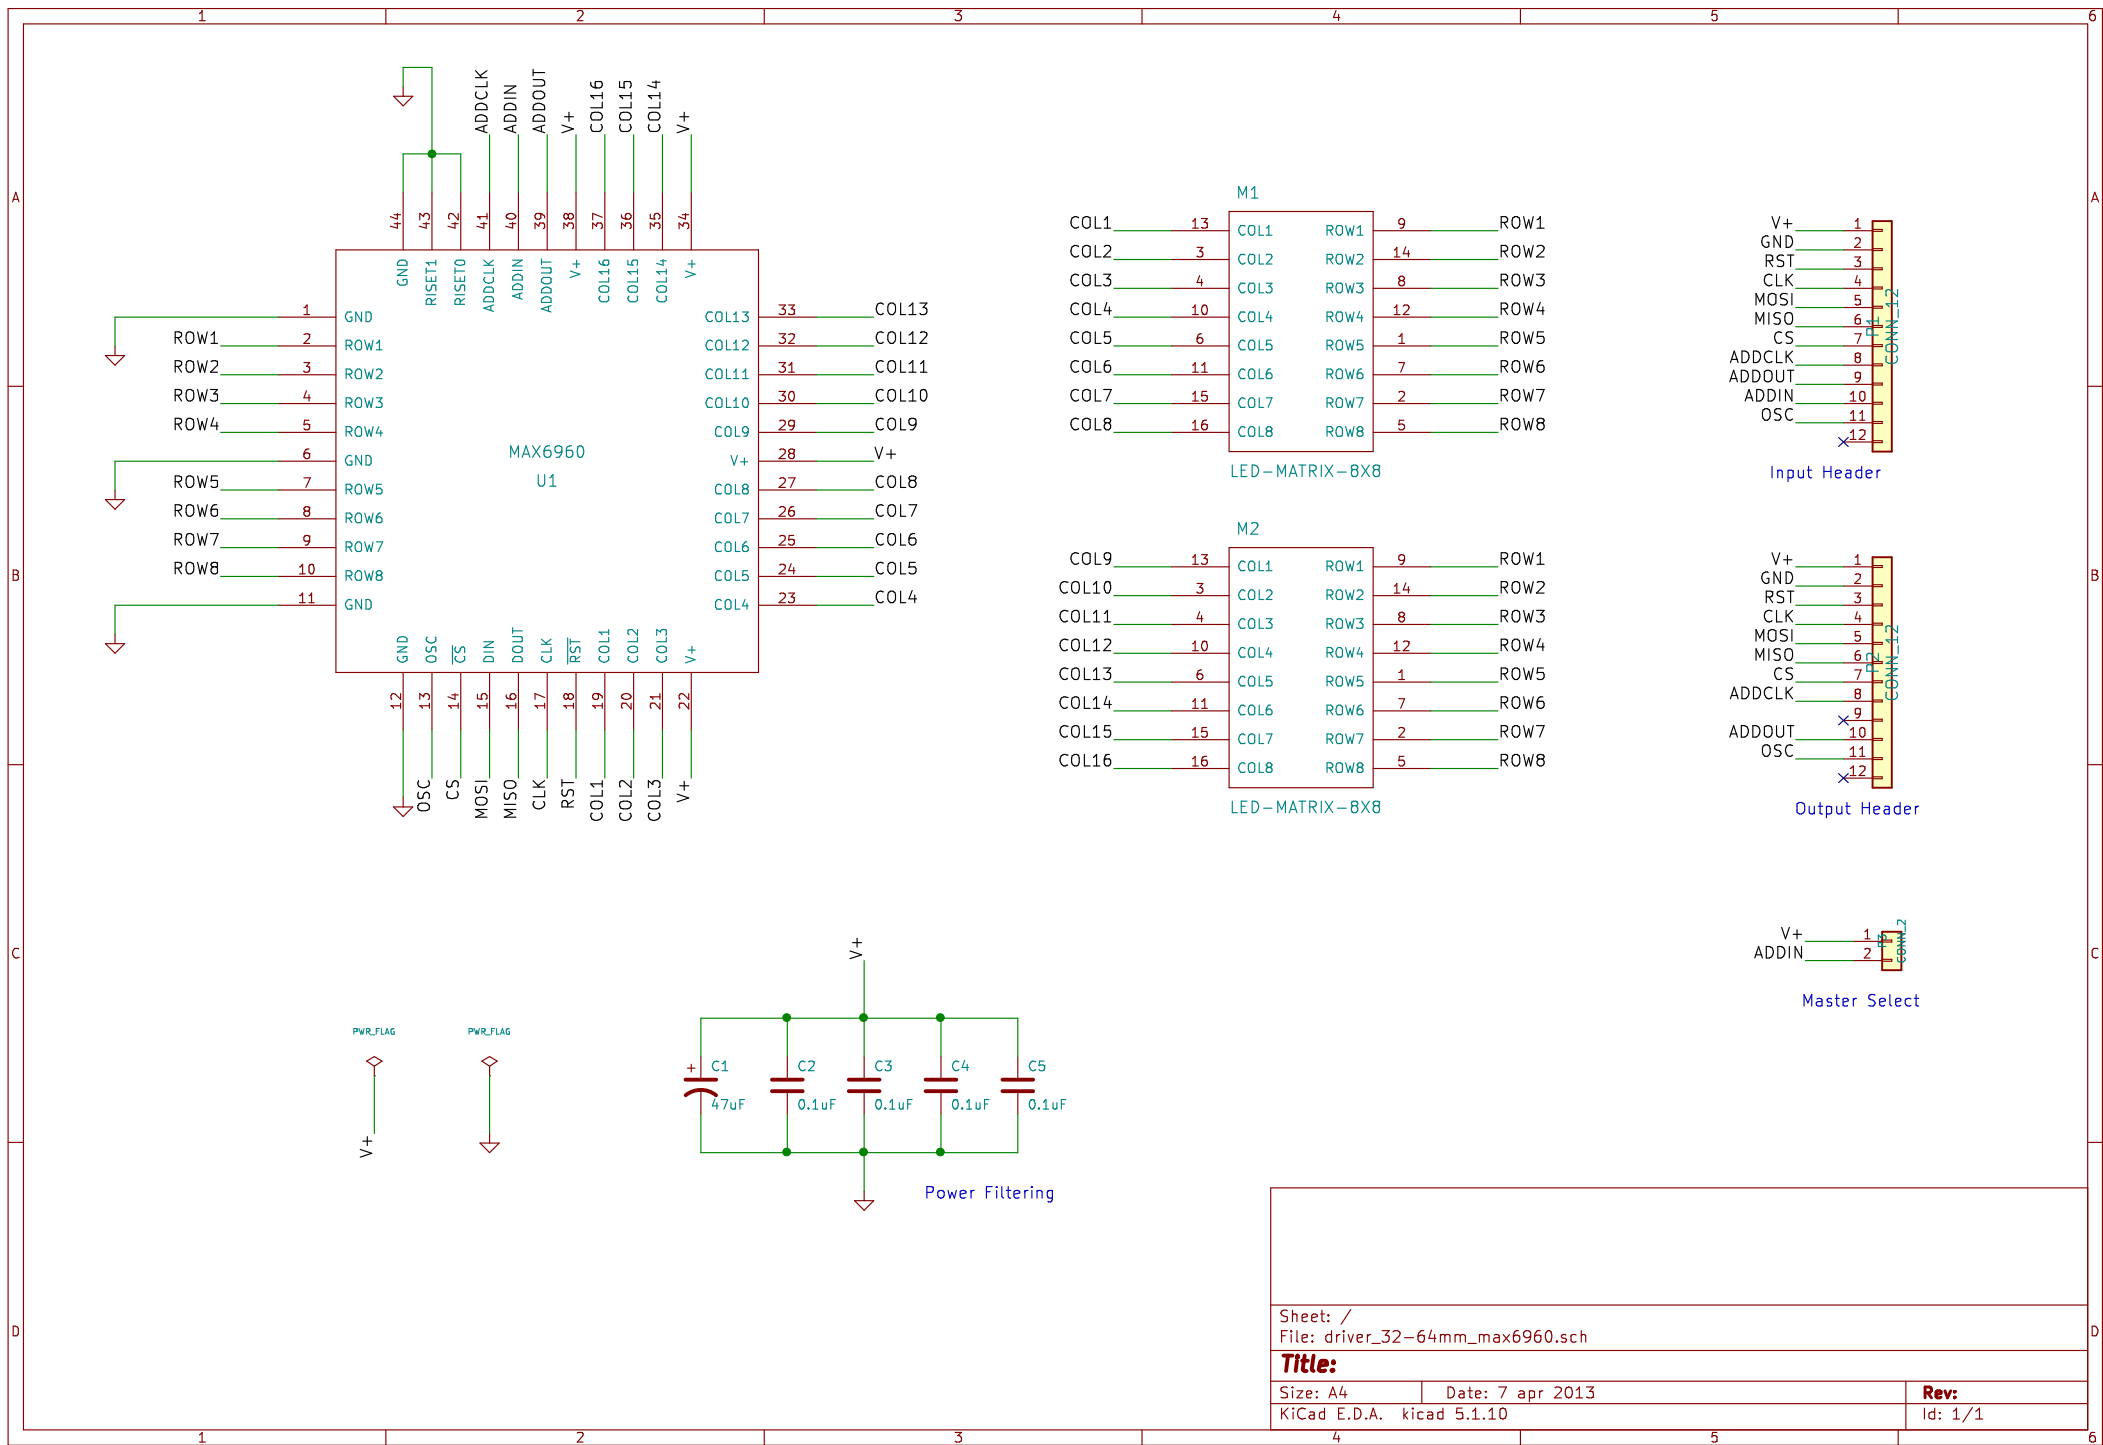 1 2 3 4 5 6
A
B
C
D
A
B
C
D
1 2 3 4 5 6
ADDCLK
ADDIN
ADDOUT
V+
COL16
COL15
COL14
V+
44 43 42 41 40 39 38 37 36 35 34
GND RISET1 RISET0 ADDCLK ADDIN ADDOUT V+ COL16 COL15 COL14 V+
1 GND
ROW1 2 ROW1
ROW2 3 ROW2
ROW3 4 ROW3
ROW4 5 ROW4
6 GND
ROW5 7 ROW5
ROW6 8 ROW6
ROW7 9 ROW7
ROW8 10 ROW8
11 GND
MAX6960
U1
COL13 33 COL13
COL12 32 COL12
COL11 31 COL11
COL10 30 COL10
COL9 29 COL9
V+ 28 V+
COL8 27 COL8
COL7 26 COL7
COL6 25 COL6
COL5 24 COL5
COL4 23 COL4
GND OSC CS DIN DOUT CLK RST COL1 COL2 COL3 V+
12 13 14 15 16 17 18 19 20 21 22
OSC
CS
MOSI
MISO
CLK
RST
COL1
COL2
COL3
V+
M1
COL1 13 COL1 ROW1 9 ROW1
COL2 3 COL2 ROW2 14 ROW2
COL3 4 COL3 ROW3 8 ROW3
COL4 10 COL4 ROW4 12 ROW4
COL5 6 COL5 ROW5 1 ROW5
COL6 11 COL6 ROW6 7 ROW6
COL7 15 COL7 ROW7 2 ROW7
COL8 16 COL8 ROW8 5 ROW8
LED-MATRIX-8X8
M2
COL9 13 COL1 ROW1 9 ROW1
COL10 3 COL2 ROW2 14 ROW2
COL11 4 COL3 ROW3 8 ROW3
COL12 10 COL4 ROW4 12 ROW4
COL13 6 COL5 ROW5 1 ROW5
COL14 11 COL6 ROW6 7 ROW6
COL15 15 COL7 ROW7 2 ROW7
COL16 16 COL8 ROW8 5 ROW8
LED-MATRIX-8X8
V+ 1
GND 2
RST 3
CLK 4
MOSI 5
MISO 6
CS 7
ADDCLK 8
ADDOUT 9
ADDIN 10
OSC 11
12
P1
CONN_12
Input Header
V+ 1
GND 2
RST 3
CLK 4
MOSI 5
MISO 6
CS 7
ADDCLK 8
9
ADDOUT 10
OSC 11
12
P2
CONN_12
Output Header
V+ 1
ADDIN 2
P3
CONN_2
Master Select
PWR_FLAG
V+
PWR_FLAG
V+
+ C1
47uF
C2
0.1uF
C3
0.1uF
C4
0.1uF
C5
0.1uF
Power Filtering
Sheet: /
File: driver_32-64mm_max6960.sch
Title:
Size: A4 Date: 7 apr 2013 Rev:
KiCad E.D.A. kicad 5.1.10 Id: 1/1